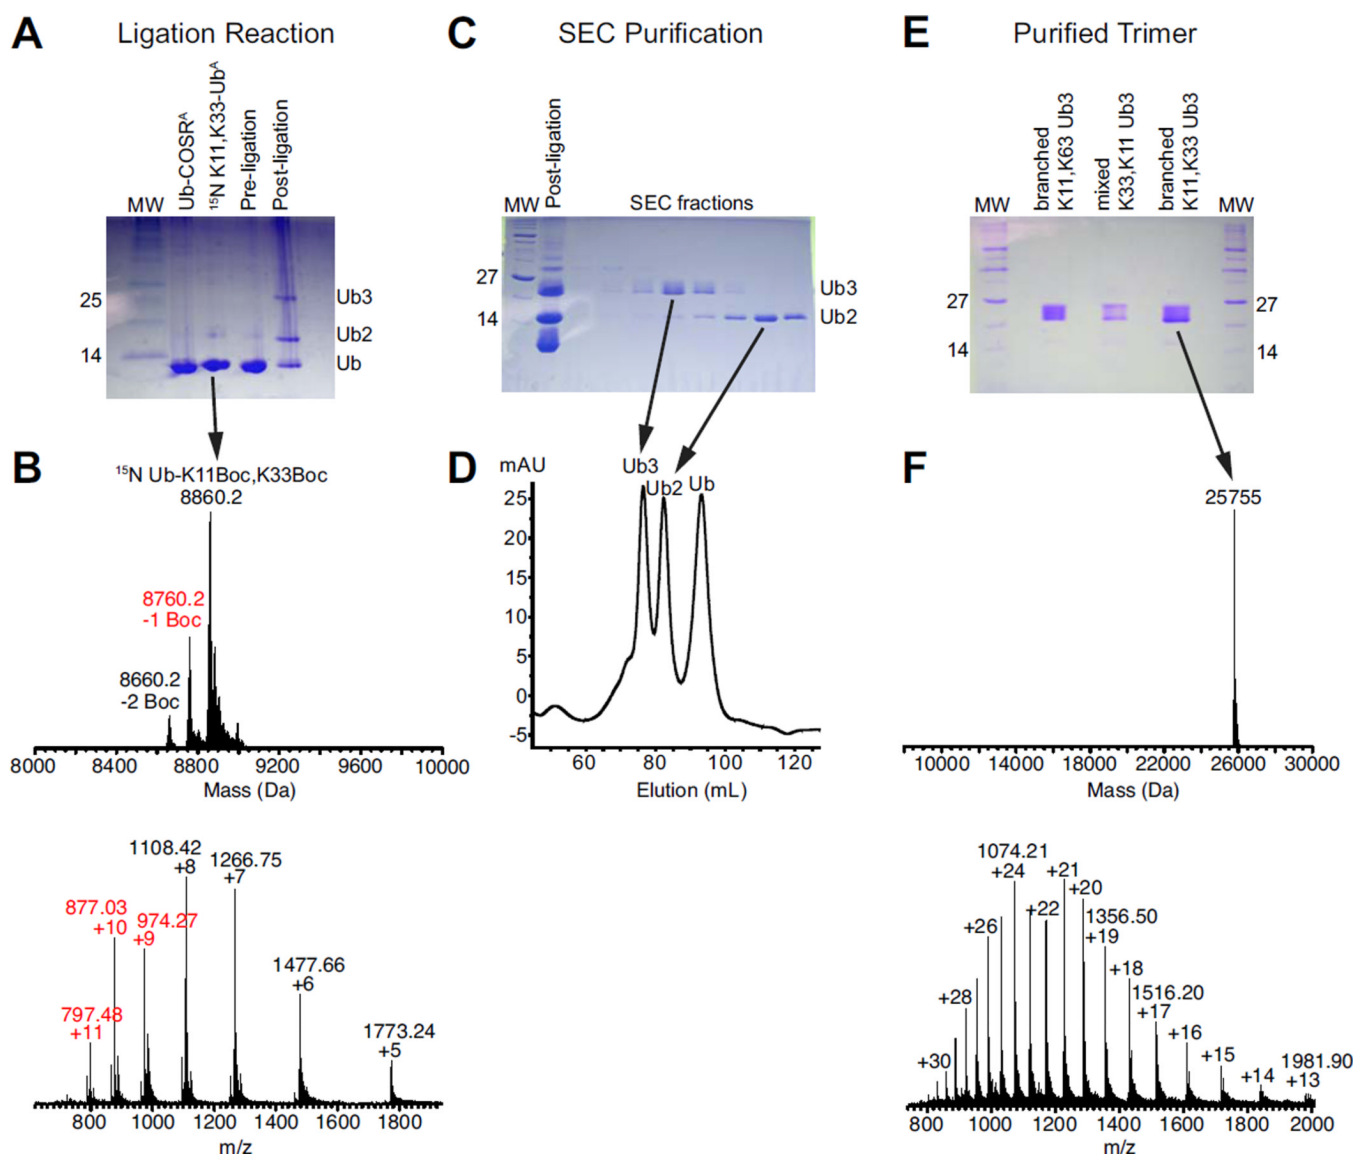 A
Ligation Reaction
MW
Ub-COSRᴬ
¹⁵N K11,K33-Ubᴬ
Pre-ligation
Post-ligation
25
14
Ub3
Ub2
Ub
B
¹⁵N Ub-K11Boc,K33Boc
8860.2
8760.2
-1 Boc
8660.2
-2 Boc
8000 8400 8800 9200 9600 10000
Mass (Da)
1108.42
+8
1266.75
+7
877.03
+10
974.27
+9
1477.66
+6
797.48
+11
1773.24
+5
800 1000 1200 1400 1600 1800
m/z
C
SEC Purification
MW
Post-ligation
SEC fractions
27
14
Ub3
Ub2
D
mAU
Ub3
Ub2
Ub
25
20
15
10
5
0
-5
60 80 100 120
Elution (mL)
E
Purified Trimer
MW
branched
K11,K63 Ub3
mixed
K33,K11 Ub3
branched
K11,K33 Ub3
MW
27
14
27
14
F
25755
10000 14000 18000 22000 26000 30000
Mass (Da)
1074.21
+24
+21
+20
+26
+22
1356.50
+19
+28
+18
1516.20
+17
+30
+16
+15
+14
1981.90
+13
800 1000 1200 1400 1600 1800 2000
m/z